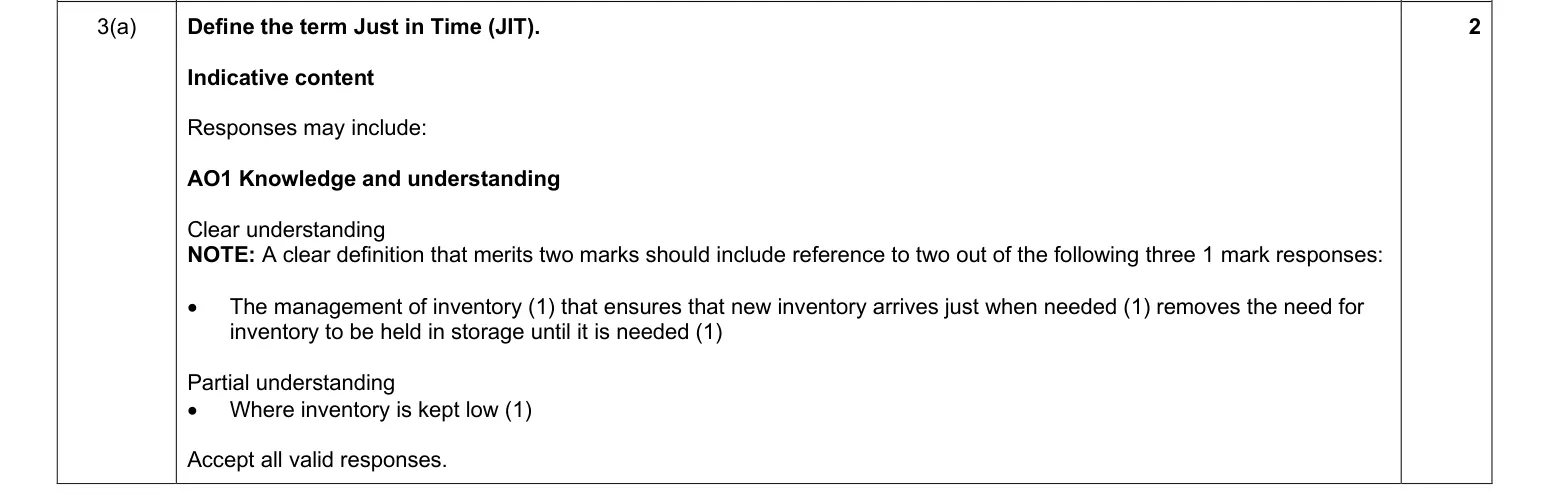 3(a) Define the term Just in Time (JIT). 2
Indicative content
Responses may include:
AO1 Knowledge and understanding
Clear understanding
NOTE: A clear definition that merits two marks should include reference to two out of the following three 1 mark responses:
• The management of inventory (1) that ensures that new inventory arrives just when needed (1) removes the need for
inventory to be held in storage until it is needed (1)
Partial understanding
• Where inventory is kept low (1)
Accept all valid responses.